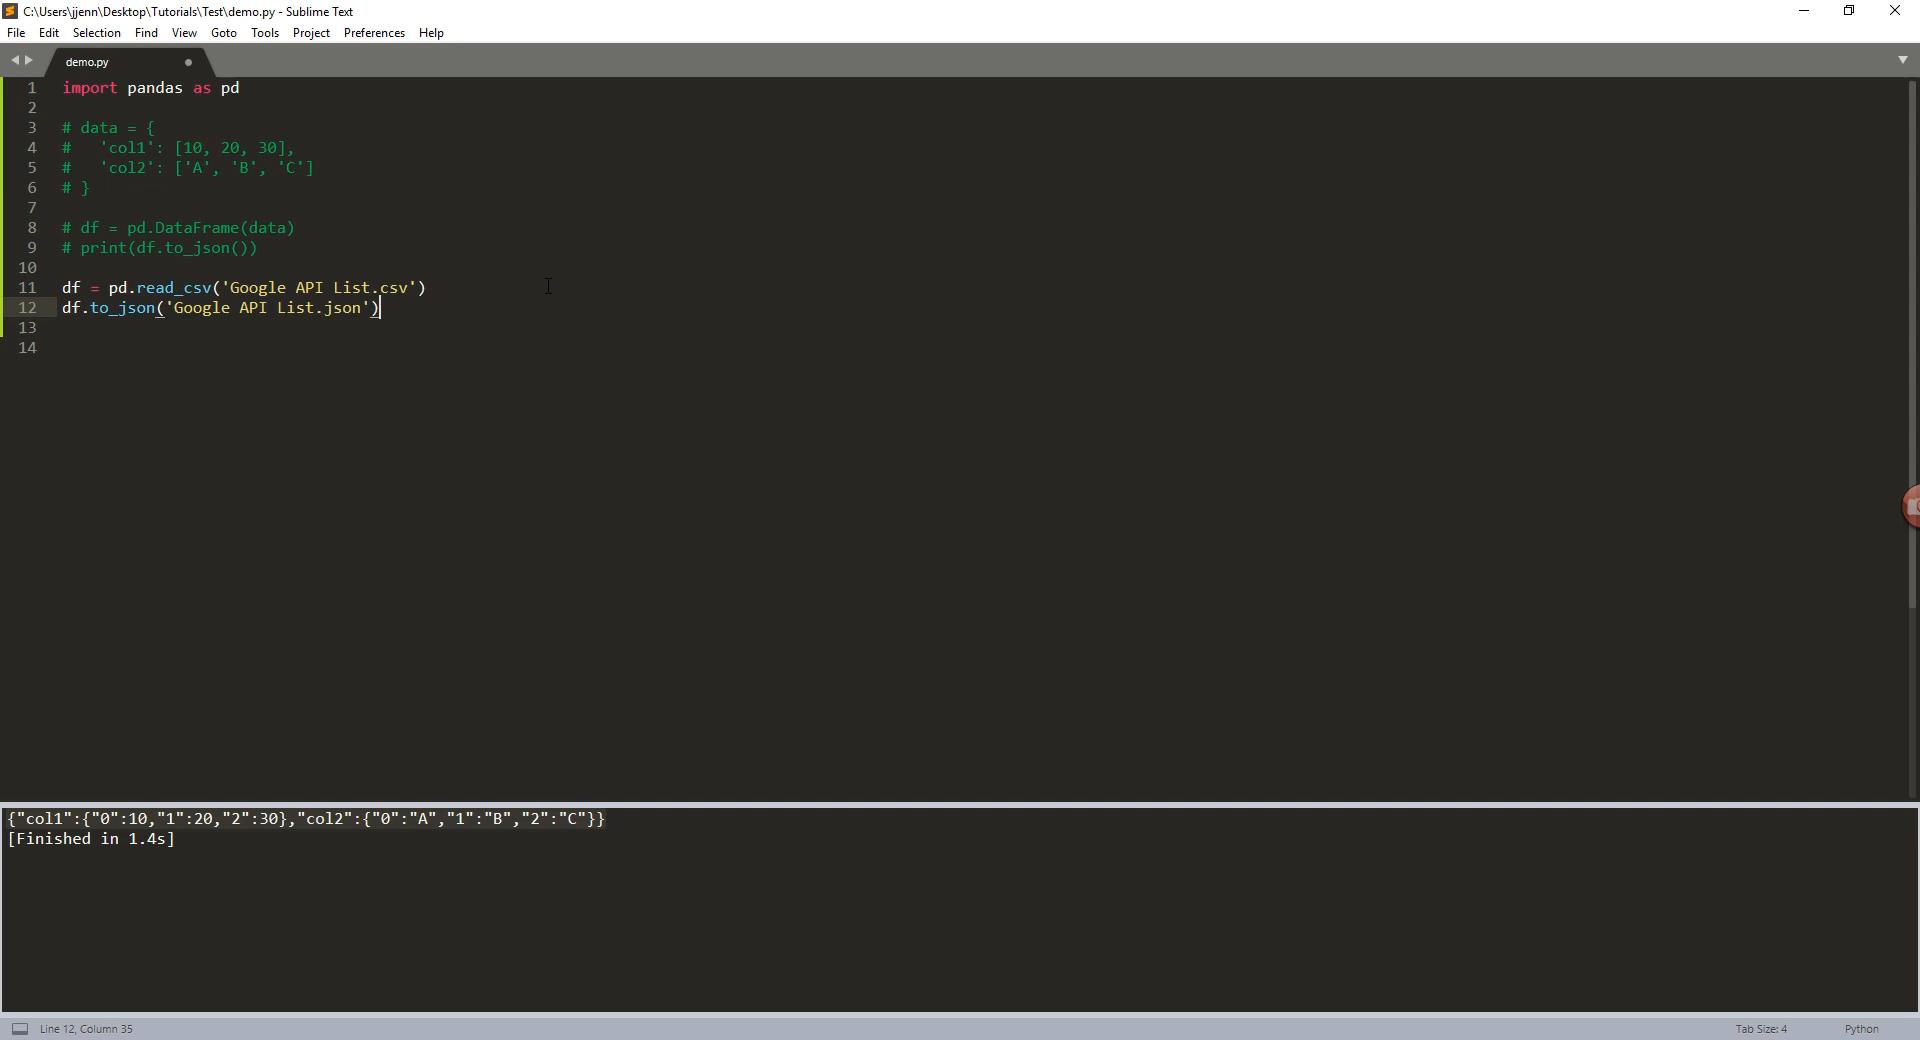 C:\Users\jjenn\Desktop\Tutorials\Test\demo.py - Sublime Text
File Edit Selection Find View Goto Tools Project Preferences Help
demo.py
1 import pandas as pd
2
3 # data = {
4 #   'col1': [10, 20, 30],
5 #   'col2': ['A', 'B', 'C']
6 # }
7
8 # df = pd.DataFrame(data)
9 # print(df.to_json())
10
11 df = pd.read_csv('Google API List.csv')
12 df.to_json('Google API List.json')
13
14
{"col1":{"0":10,"1":20,"2":30},"col2":{"0":"A","1":"B","2":"C"}}
[Finished in 1.4s]
Line 12, Column 35 Tab Size: 4 Python